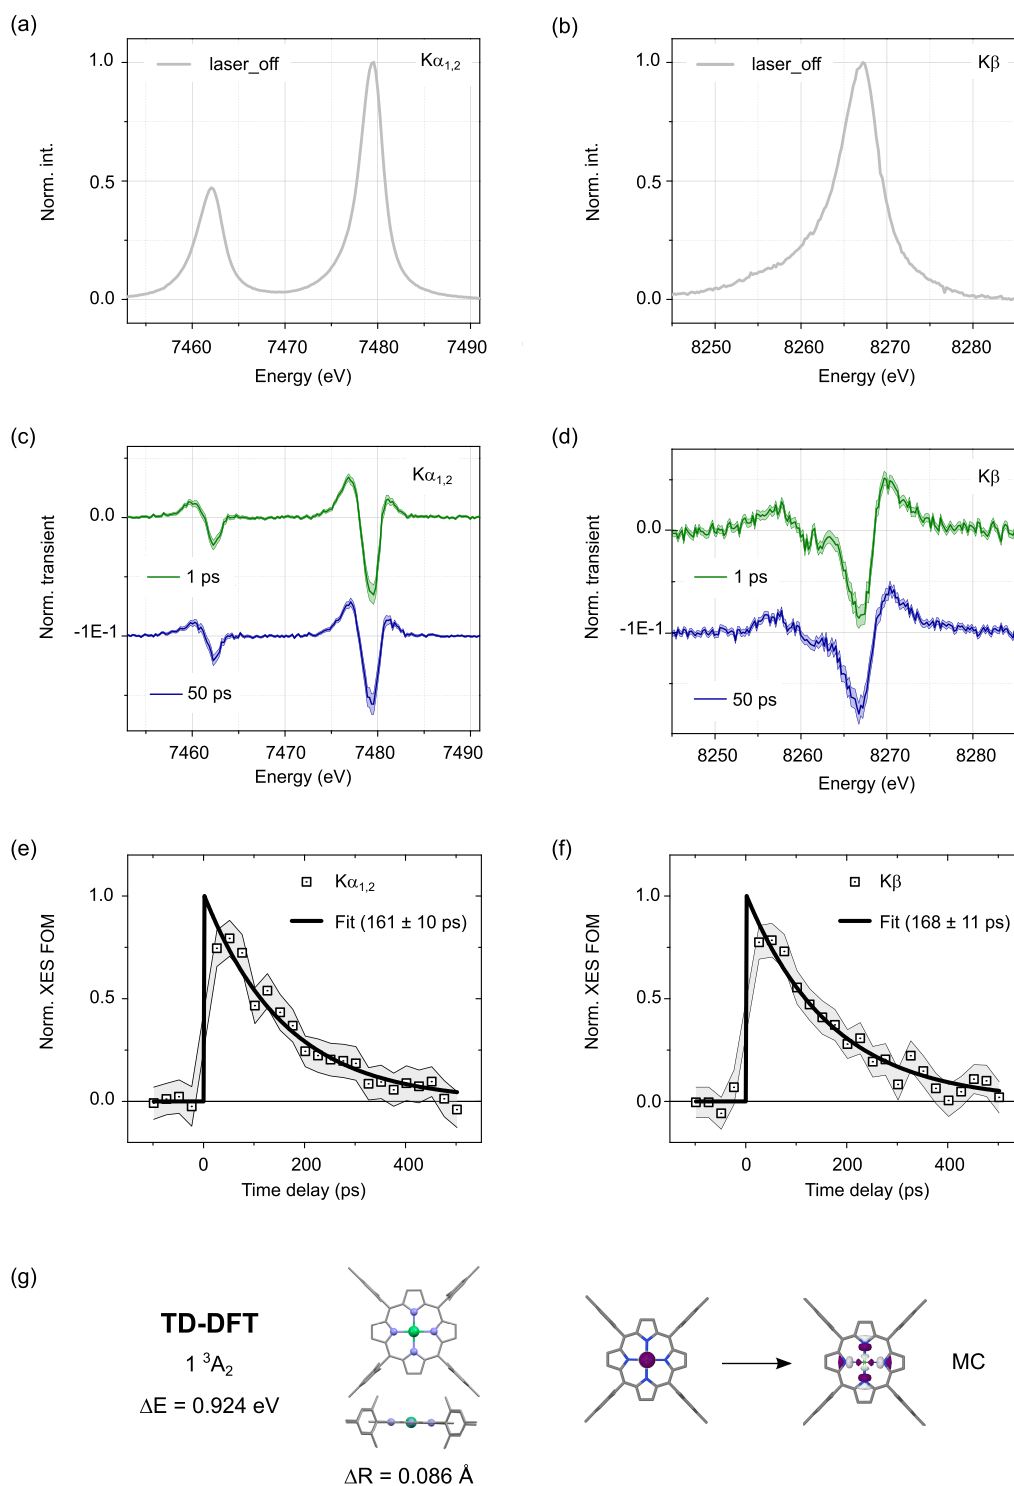 (a)
laser_off
Kα1,2
1.0
0.5
0.0
Norm. int.
7460
7470
7480
7490
Energy (eV)
(b)
laser_off
Kβ
1.0
0.5
0.0
Norm. int.
8250
8260
8270
8280
Energy (eV)
(c)
Kα1,2
0.0
1 ps
-1E-1
50 ps
Norm. transient
7460
7470
7480
7490
Energy (eV)
(d)
Kβ
0.0
1 ps
-1E-1
50 ps
Norm. transient
8250
8260
8270
8280
Energy (eV)
(e)
Kα1,2
Fit (161 ± 10 ps)
1.0
0.5
0.0
Norm. XES FOM
0
200
400
Time delay (ps)
(f)
Kβ
Fit (168 ± 11 ps)
1.0
0.5
0.0
Norm. XES FOM
0
200
400
Time delay (ps)
(g)
TD-DFT
1 ³A₂
ΔE = 0.924 eV
ΔR = 0.086 Å
MC